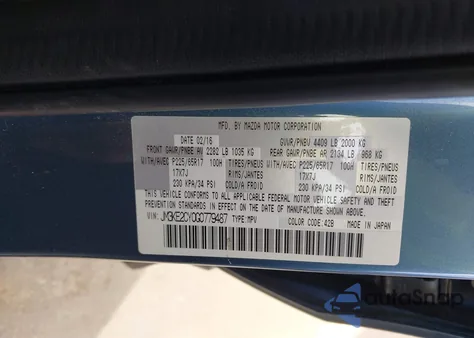 MFD. BY MAZDA MOTOR CORPORATION
DATE 02/16 GVWR/PNBV 4409 LB 2000 KG
FRONT GAWR/PNBE AV 2282 LB 1035 KG REAR GAWR/PNBE AR 2134 LB 968 KG
WITH/AVEC P225/65R17 100H TIRES/PNEUS WITH/AVEC P225/65R17 100H TIRES/PNEUS
17X7J RIMS/JANTES 17X7J RIMS/JANTES
230 KPA/34 PSI COLD/A FROID 230 KPA/34 PSI COLD/A FROID
THIS VEHICLE CONFORMS TO ALL APPLICABLE FEDERAL MOTOR VEHICLE SAFETY, BUMPER AND THEFT
PREVENTION STANDARDS IN EFFECT ON THE DATE OF MANUFACTURE SHOWN ABOVE.
JM3KE2CY0G0779487 TYPE MPV COLOR CODE: 42B MADE IN JAPAN
autoSnap